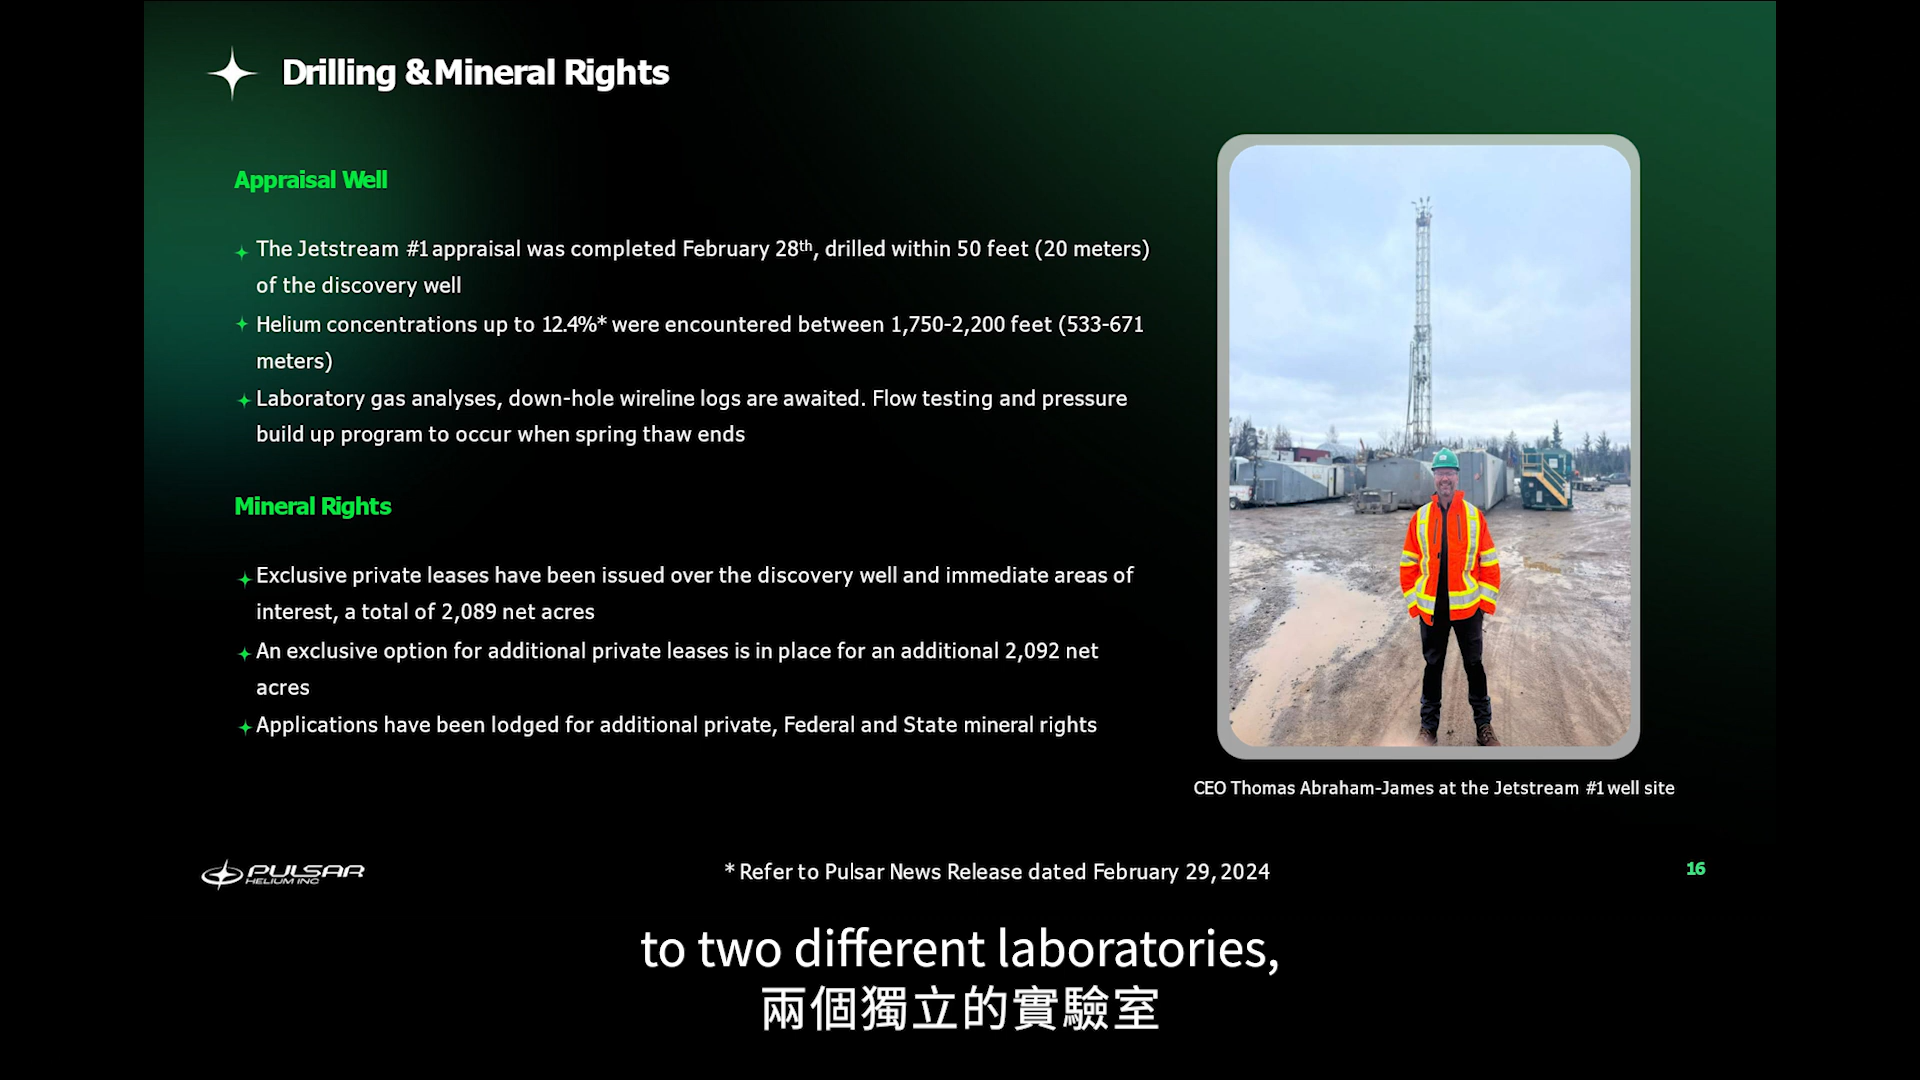 Drilling & Mineral Rights
Appraisal Well
The Jetstream #1 appraisal was completed February 28th, drilled within 50 feet (20 meters)
of the discovery well
Helium concentrations up to 12.4%* were encountered between 1,750-2,200 feet (533-671
meters)
Laboratory gas analyses, down-hole wireline logs are awaited. Flow testing and pressure
build up program to occur when spring thaw ends
Mineral Rights
Exclusive private leases have been issued over the discovery well and immediate areas of
interest, a total of 2,089 net acres
An exclusive option for additional private leases is in place for an additional 2,092 net
acres
Applications have been lodged for additional private, Federal and State mineral rights
CEO Thomas Abraham-James at the Jetstream #1 well site
PULSAR
HELIUM INC
* Refer to Pulsar News Release dated February 29, 2024
16
to two different laboratories,
兩個獨立的實驗室